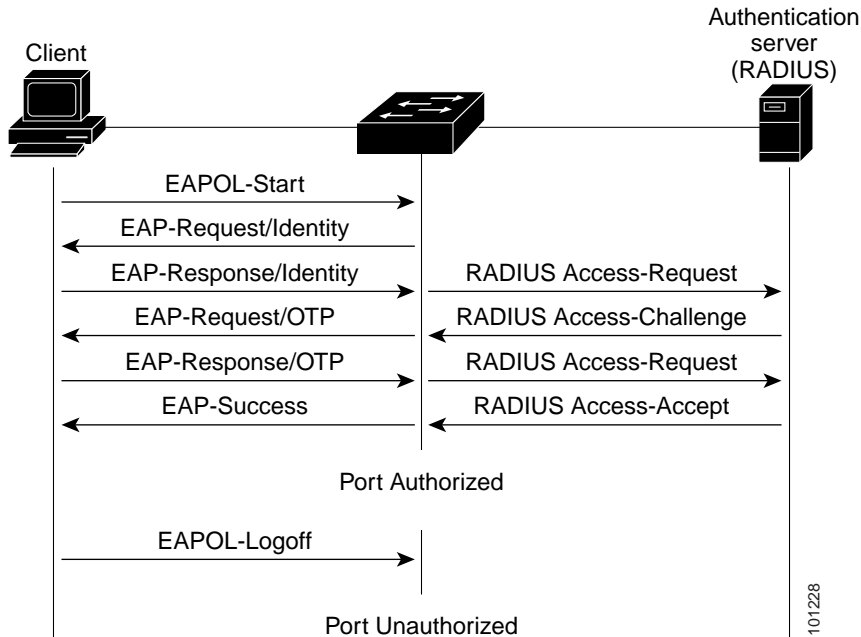 Client
Authentication
server
(RADIUS)
EAPOL-Start
EAP-Request/Identity
EAP-Response/Identity
RADIUS Access-Request
EAP-Request/OTP
RADIUS Access-Challenge
EAP-Response/OTP
RADIUS Access-Request
EAP-Success
RADIUS Access-Accept
Port Authorized
EAPOL-Logoff
Port Unauthorized
101228